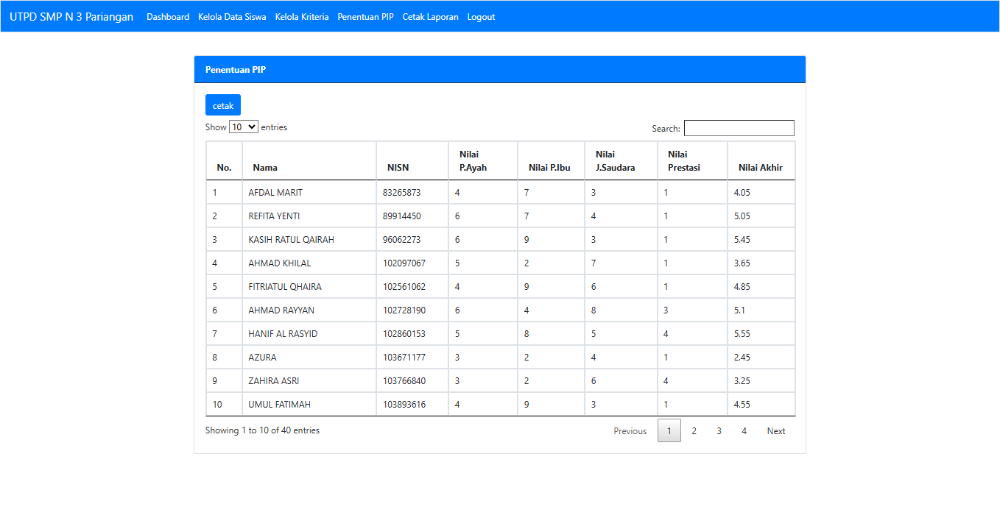 UTPD SMP N 3 Pariangan Dashboard Kelola Data Siswa Kelola Kriteria Penentuan PIP Cetak Laporan Logout
Penentuan PIP
cetak
Show 10 entries Search:
No. Nama NISN Nilai P.Ayah Nilai P.Ibu Nilai J.Saudara Nilai Prestasi Nilai Akhir
1 AFDAL MARIT 83265873 4 7 3 1 4.05
2 REFITA YENTI 89914450 6 7 4 1 5.05
3 KASIH RATUL QAIRAH 96062273 6 9 3 1 5.45
4 AHMAD KHILAL 102097067 5 2 7 1 3.65
5 FITRIATUL QHAIRA 102561062 4 9 6 1 4.85
6 AHMAD RAYYAN 102728190 6 4 8 3 5.1
7 HANIF AL RASYID 102860153 5 8 5 4 5.55
8 AZURA 103671177 3 2 4 1 2.45
9 ZAHIRA ASRI 103766840 3 2 6 4 3.25
10 UMUL FATIMAH 103893616 4 9 3 1 4.55
Showing 1 to 10 of 40 entries Previous 1 2 3 4 Next